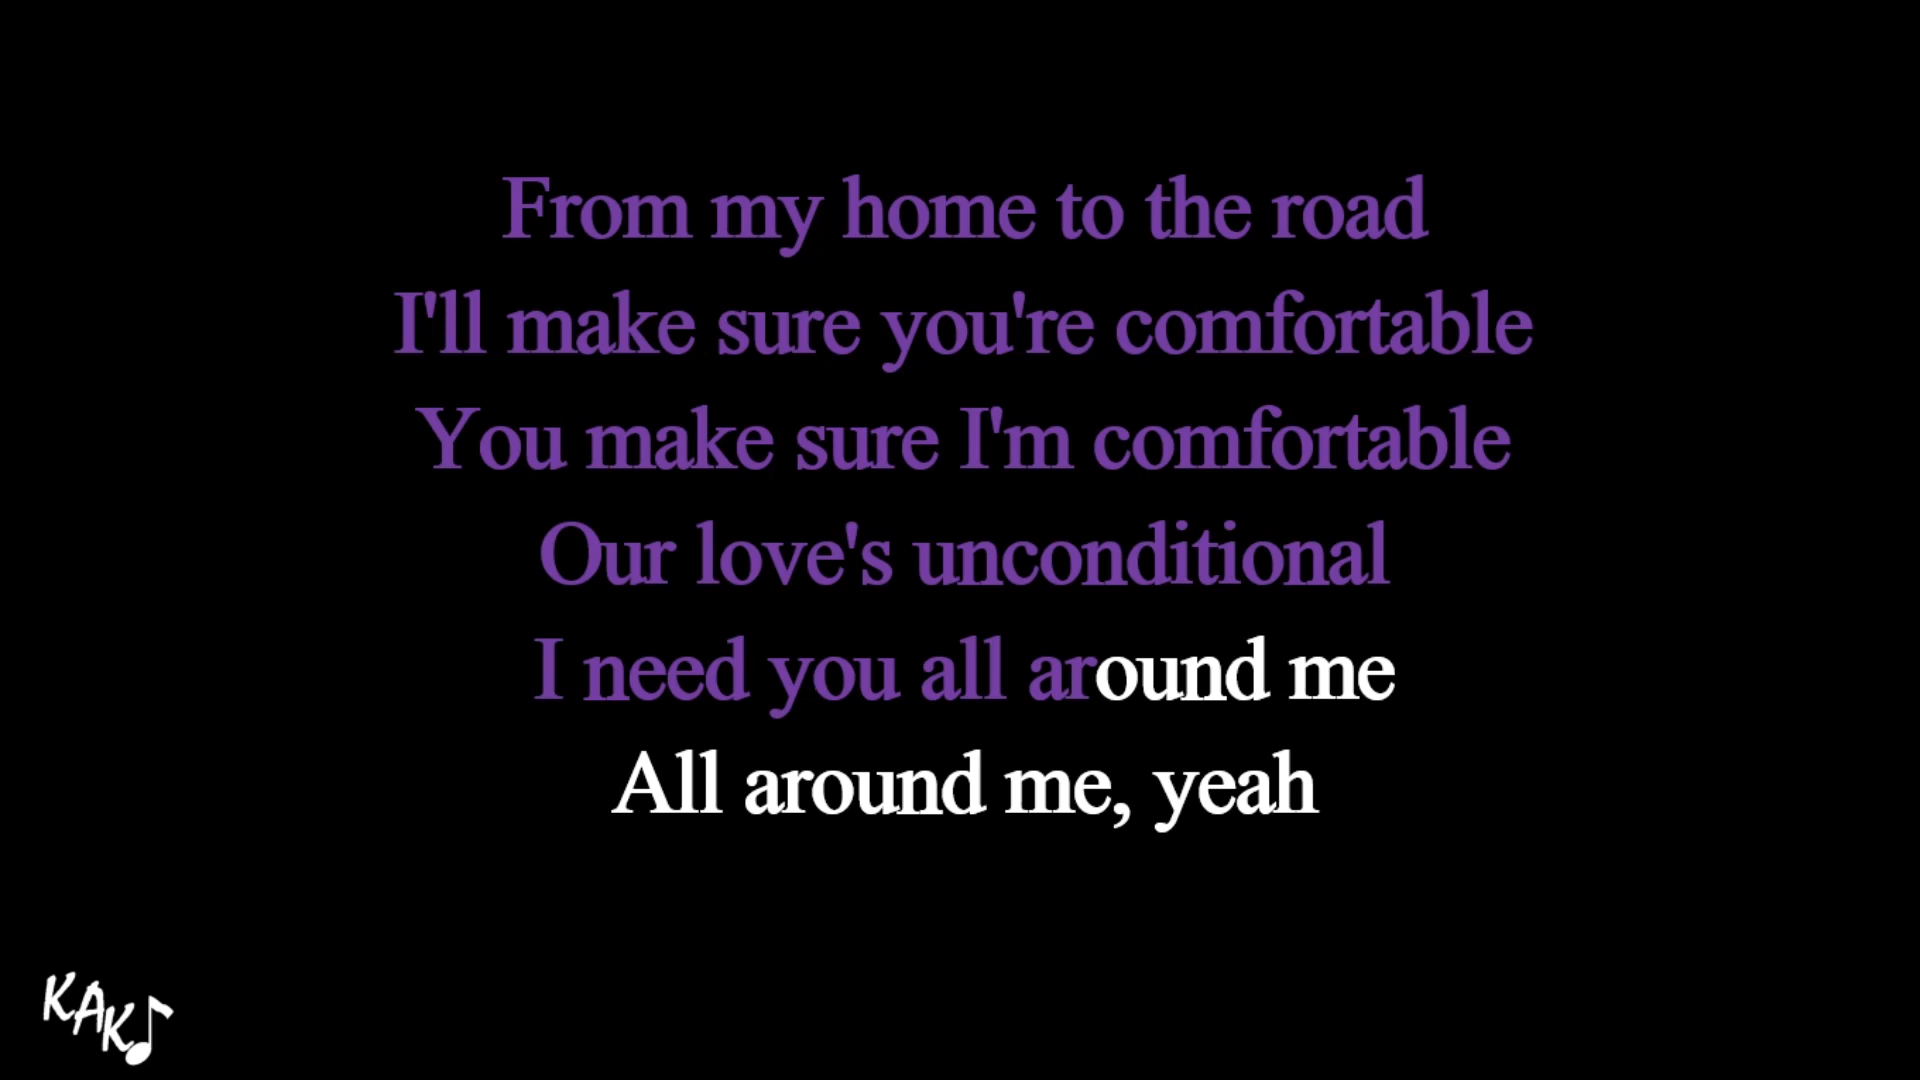 From my home to the road
I'll make sure you're comfortable
You make sure I'm comfortable
Our love's unconditional
I need you all around me
All around me, yeah
KAK